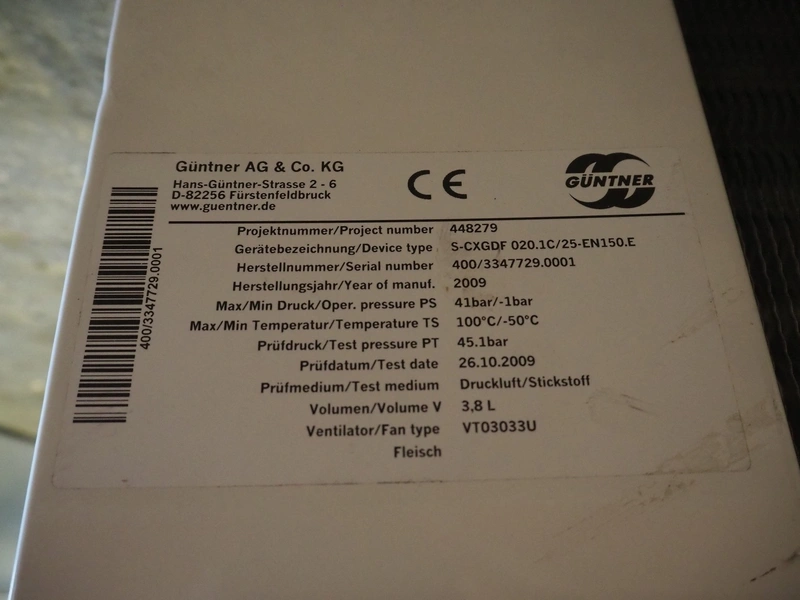 Güntner AG & Co. KG
Hans-Güntner-Strasse 2 - 6
D-82256 Fürstenfeldbruck
www.guentner.de
CE
GÜNTNER
Projektnummer/Project number 448279
Gerätebezeichnung/Device type S-CXGDF 020.1C/25-EN150.E
Herstellnummer/Serial number 400/3347729.0001
Herstellungsjahr/Year of manuf. 2009
Max/Min Druck/Oper. pressure PS 41bar/-1bar
Max/Min Temperatur/Temperature TS 100°C/-50°C
Prüfdruck/Test pressure PT 45.1bar
Prüfdatum/Test date 26.10.2009
Prüfmedium/Test medium Druckluft/Stickstoff
Volumen/Volume V 3,8 L
Ventilator/Fan type VT03033U
Fleisch
400/3347729.0001